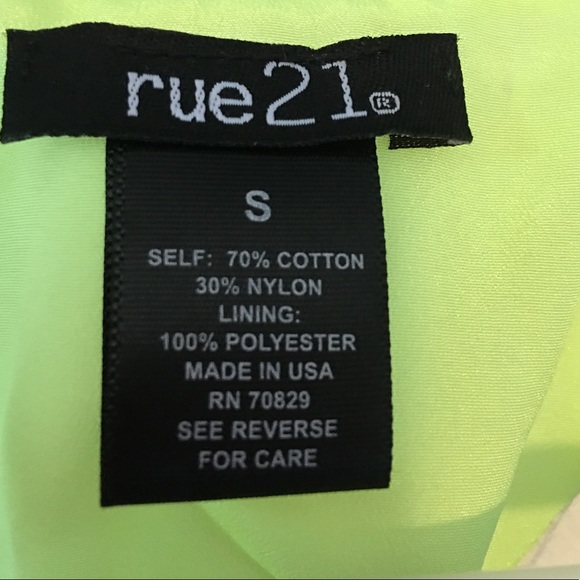 rue21®
S
SELF: 70% COTTON
30% NYLON
LINING:
100% POLYESTER
MADE IN USA
RN 70829
SEE REVERSE
FOR CARE